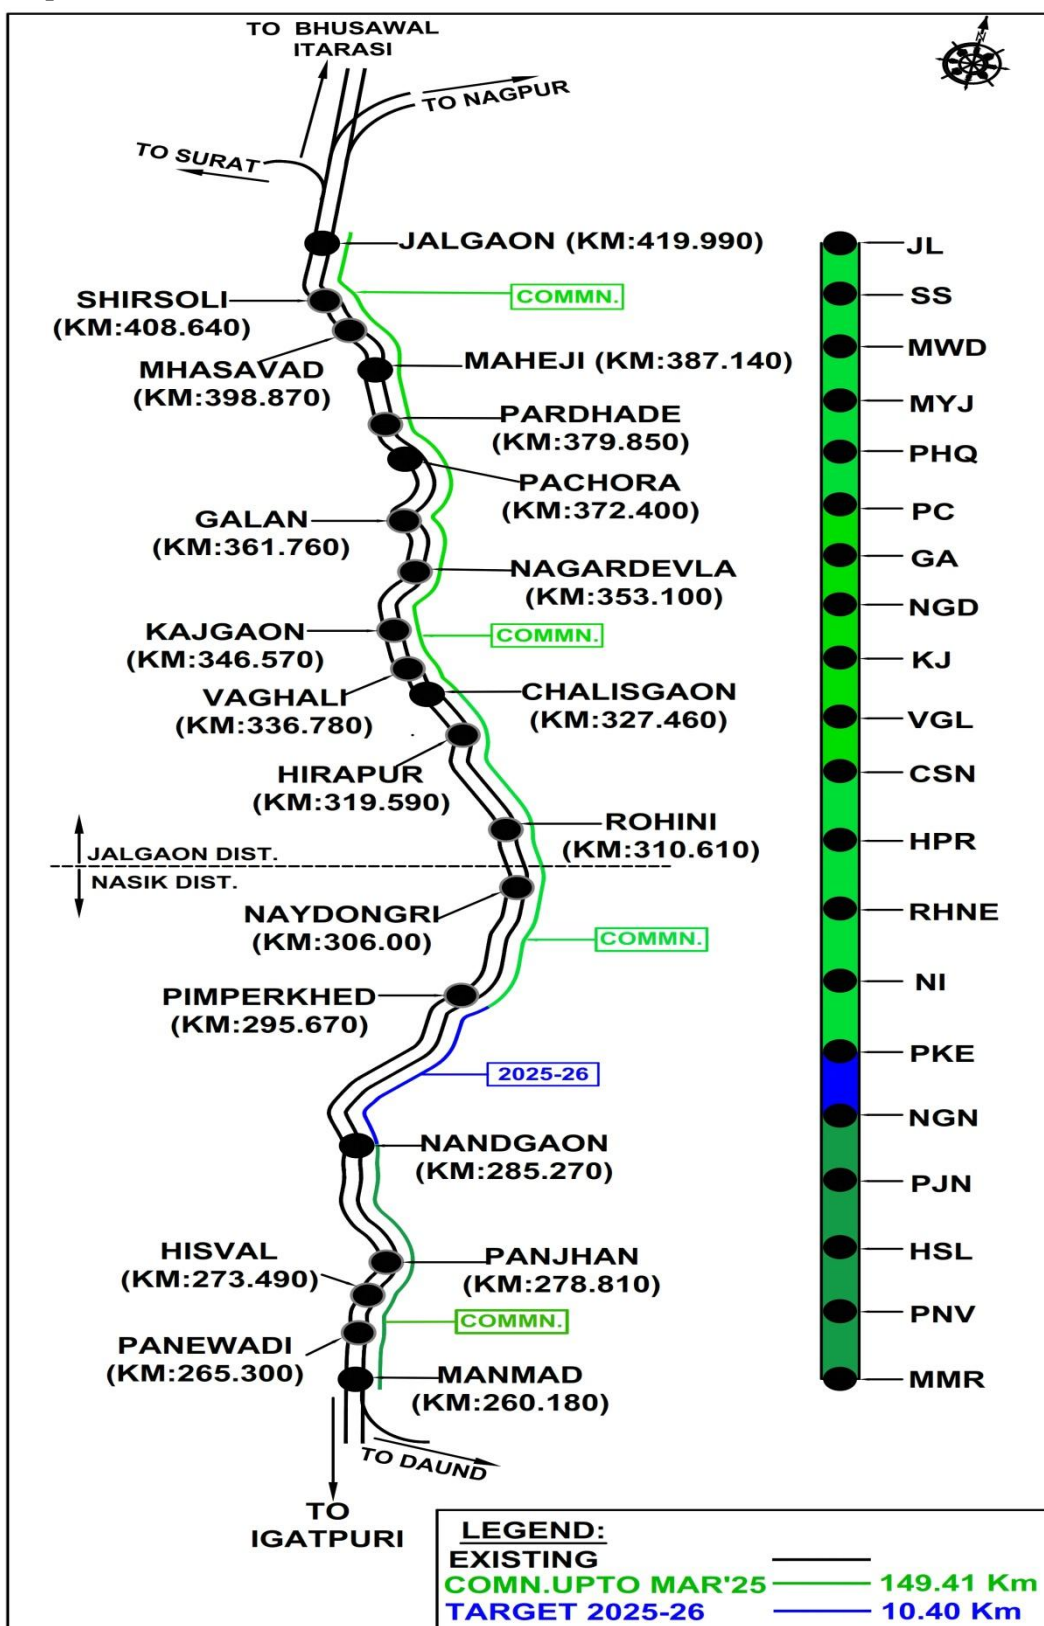 TO BHUSAWAL
ITARASI
N
TO NAGPUR
TO SURAT
JALGAON (KM:419.990)
JL
COMMN.
SHIRSOLI
(KM:408.640)
SS
MHASAVAD
(KM:398.870)
MWD
MAHEJI (KM:387.140)
MYJ
PARDHADE
(KM:379.850)
PHQ
PACHORA
(KM:372.400)
PC
GALAN
(KM:361.760)
GA
NAGARDEVLA
(KM:353.100)
NGD
KAJGAON
(KM:346.570)
COMMN.
KJ
VAGHALI
(KM:336.780)
VGL
CHALISGAON
(KM:327.460)
CSN
HIRAPUR
(KM:319.590)
HPR
ROHINI
(KM:310.610)
JALGAON DIST.
NASIK DIST.
RHNE
NAYDONGRI
(KM:306.00)
COMMN.
NI
PIMPERKHED
(KM:295.670)
PKE
2025-26
NGN
NANDGAON
(KM:285.270)
PJN
HISVAL
(KM:273.490)
PANJHAN
(KM:278.810)
HSL
COMMN.
PNV
PANEWADI
(KM:265.300)
MANMAD
(KM:260.180)
MMR
TO DAUND
TO
IGATPURI
LEGEND:
EXISTING
COMN.UPTO MAR'25 149.41 Km
TARGET 2025-26 10.40 Km